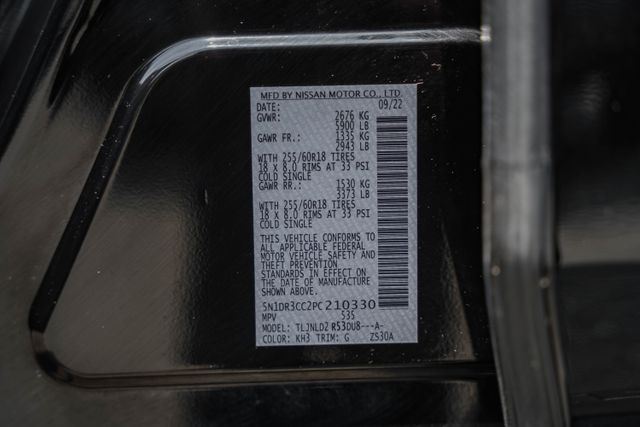 MFD BY NISSAN MOTOR CO., LTD.
DATE: 09/22
GVWR: 2676 KG
5900 LB
GAWR FR.: 1335 KG
2943 LB
WITH 255/60R18 TIRES
18 X 8.0 RIMS AT 33 PSI
COLD SINGLE
GAWR RR.: 1530 KG
3373 LB
WITH 255/60R18 TIRES
18 X 8.0 RIMS AT 33 PSI
COLD SINGLE
THIS VEHICLE CONFORMS TO
ALL APPLICABLE FEDERAL
MOTOR VEHICLE SAFETY AND
AND THEFT PREVENTION
STANDARDS IN EFFECT ON
THE DATE OF MANUFACTURE
SHOWN ABOVE.
5N1DR3CC2PC210330
MPV 535
MODEL: TLJNLD2 R53DU8---A-
COLOR: KH3 TRIM: G ZS30A